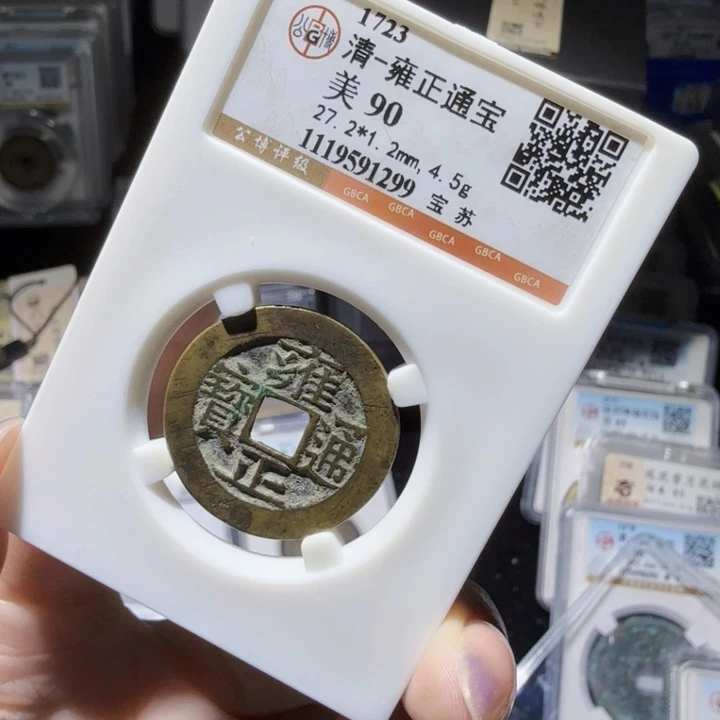 1723
清-雍正通宝
美 90
27.2*1.2mm, 4.5g
1119591299 宝 苏
公博评级
GBCA GBCA GBCA GBCA GBCA
雍正通寶